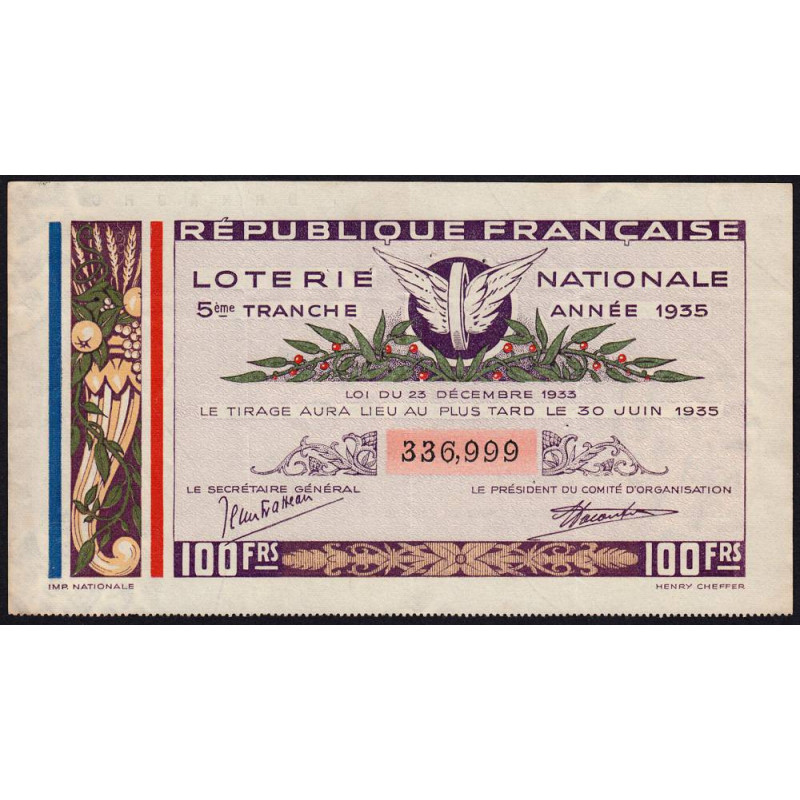 RÉPUBLIQUE FRANÇAISE
LOTERIE NATIONALE
5ème TRANCHE ANNÉE 1935
LOI DU 23 DÉCEMBRE 1933
LE TIRAGE AURA LIEU AU PLUS TARD LE 30 JUIN 1935
336,999
LE SECRÉTAIRE GÉNÉRAL LE PRÉSIDENT DU COMITÉ D'ORGANISATION
100 FRS 100 FRS
IMP. NATIONALE HENRY CHEFFER